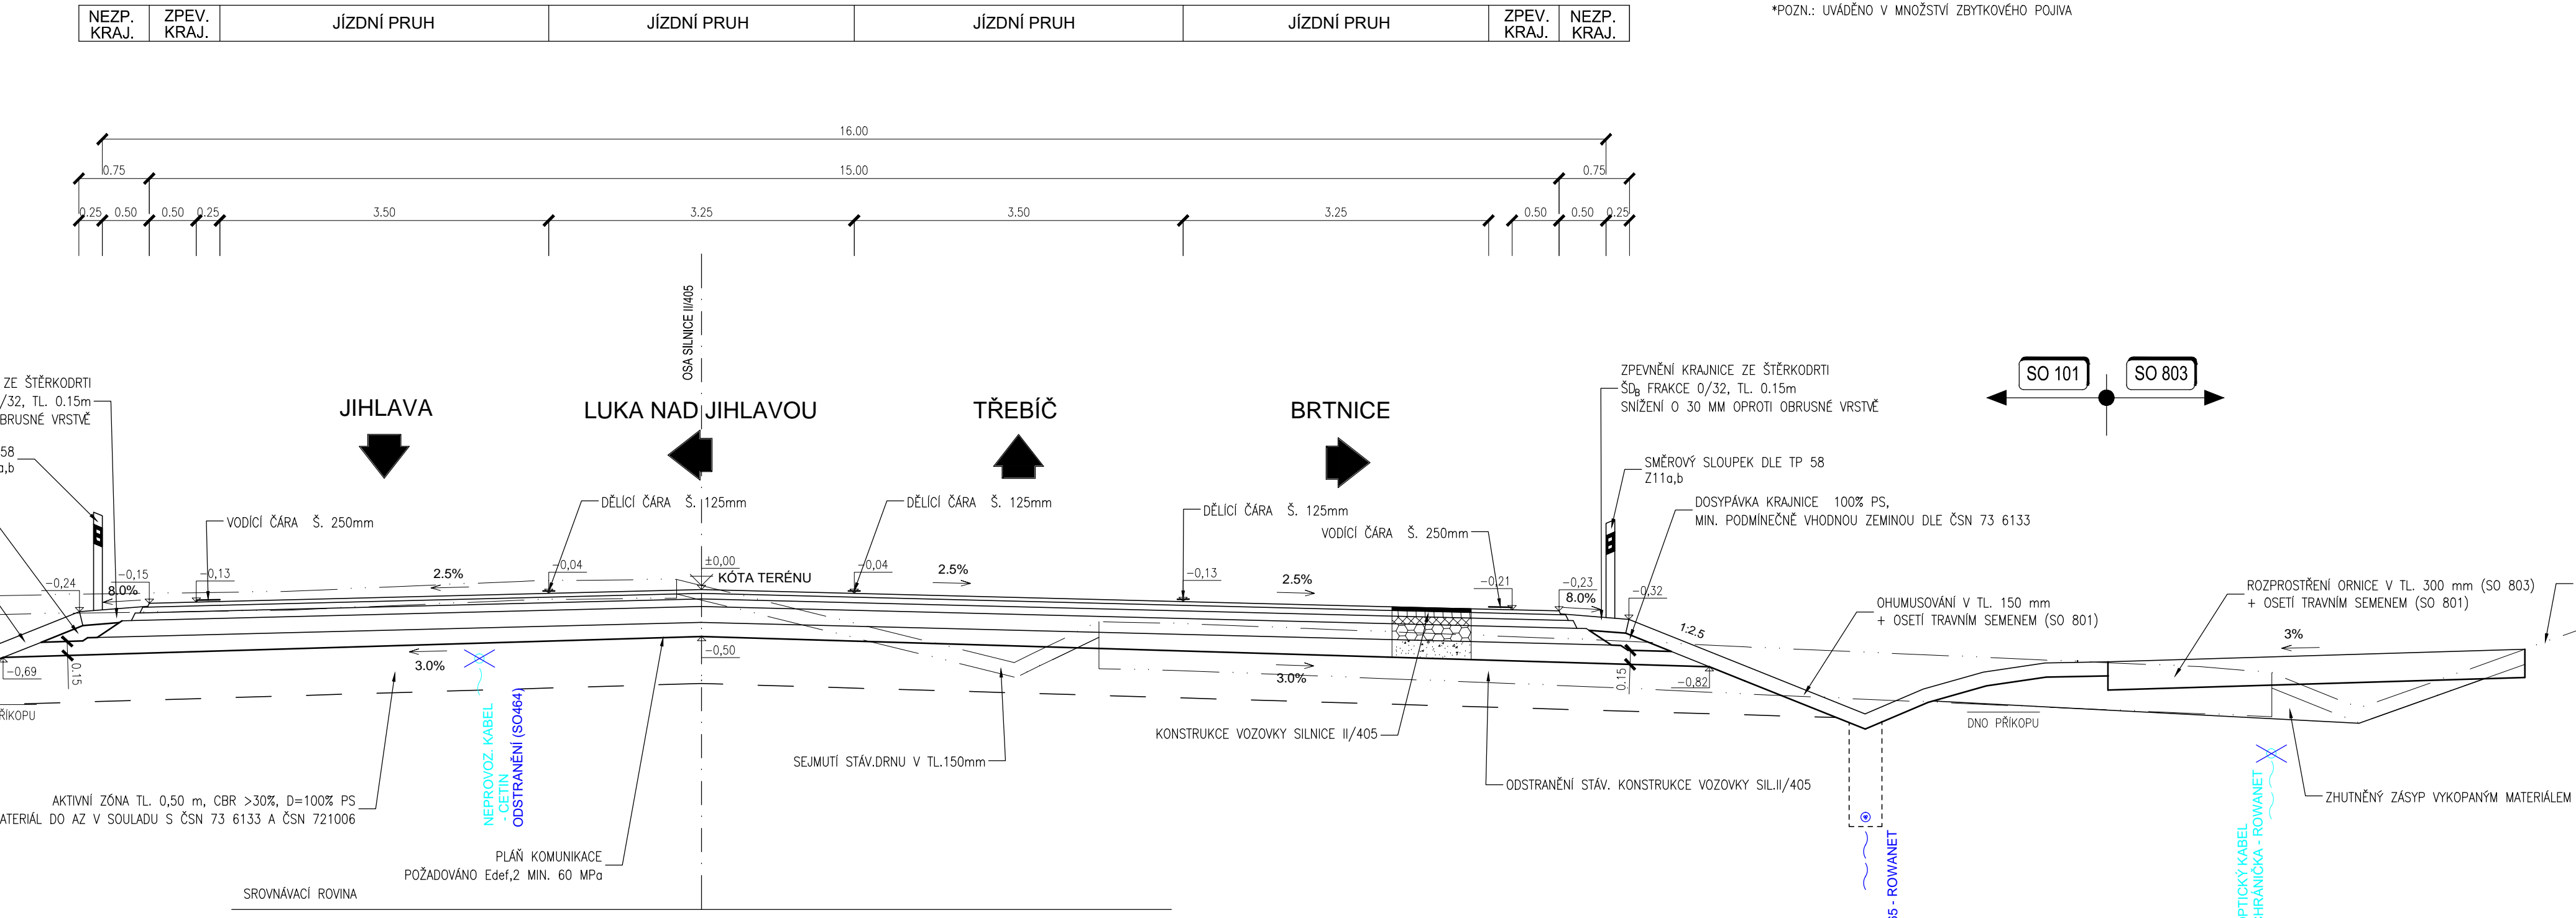 NEZP.
KRAJ.
ZPEV.
KRAJ.
JÍZDNÍ PRUH
JÍZDNÍ PRUH
JÍZDNÍ PRUH
JÍZDNÍ PRUH
ZPEV.
KRAJ.
NEZP.
KRAJ.
*POZN.: UVÁDĚNO V MNOŽSTVÍ ZBYTKOVÉHO POJIVA
16.00
0.75
15.00
0.75
0.25
0.50
0.50
0.25
3.50
3.25
3.50
3.25
0.50
0.50
0.25
OSA SILNICE II/405
ZE ŠTĚRKODRTI
/32, TL. 0.15m
BRUSNÉ VRSTVĚ
58
a,b
JIHLAVA
LUKA NAD JIHLAVOU
TŘEBÍČ
BRTNICE
ZPEVNĚNÍ KRAJNICE ZE ŠTĚRKODRTI
ŠDB FRAKCE 0/32, TL. 0.15m
SNÍŽENÍ O 30 MM OPROTI OBRUSNÉ VRSTVĚ
SO 101
SO 803
SMĚROVÝ SLOUPEK DLE TP 58
Z11a,b
DOSYPÁVKA KRAJNICE 100% PS,
MIN. PODMÍNEČNĚ VHODNOU ZEMINOU DLE ČSN 73 6133
VODÍCÍ ČÁRA Š. 250mm
DĚLÍCÍ ČÁRA Š. 125mm
DĚLÍCÍ ČÁRA Š. 125mm
DĚLÍCÍ ČÁRA Š. 125mm
VODÍCÍ ČÁRA Š. 250mm
-0,24
-0,15
8.0%
-0,13
2.5%
-0,04
±0,00
KÓTA TERÉNU
-0,04
2.5%
-0,13
2.5%
-0,21
-0,23
8.0%
-0,32
1:2.5
OHUMUSOVÁNÍ V TL. 150 mm
+ OSETÍ TRAVNÍM SEMENEM (SO 801)
ROZPROSTŘENÍ ORNICE V TL. 300 mm (SO 803)
+ OSETÍ TRAVNÍM SEMENEM (SO 801)
3%
-0,69
0.15
3.0%
-0,50
3.0%
0.15
-0,82
ŘÍKOPU
DNO PŘÍKOPU
NEPROVOZ. KABEL
- CETIN
ODSTRANĚNÍ (SO464)
KONSTRUKCE VOZOVKY SILNICE II/405
SEJMUTÍ STÁV.DRNU V TL.150mm
ODSTRANĚNÍ STÁV. KONSTRUKCE VOZOVKY SIL.II/405
ZHUTNĚNÝ ZÁSYP VYKOPANÝM MATERIÁLEM
AKTIVNÍ ZÓNA TL. 0,50 m, CBR >30%, D=100% PS
ATERIÁL DO AZ V SOULADU S ČSN 73 6133 A ČSN 721006
PLÁŇ KOMUNIKACE
POŽADOVÁNO Edef,2 MIN. 60 MPa
SROVNÁVACÍ ROVINA
65 - ROWANET
OPTICKÝ KABEL
CHRÁNIČKA - ROWANET